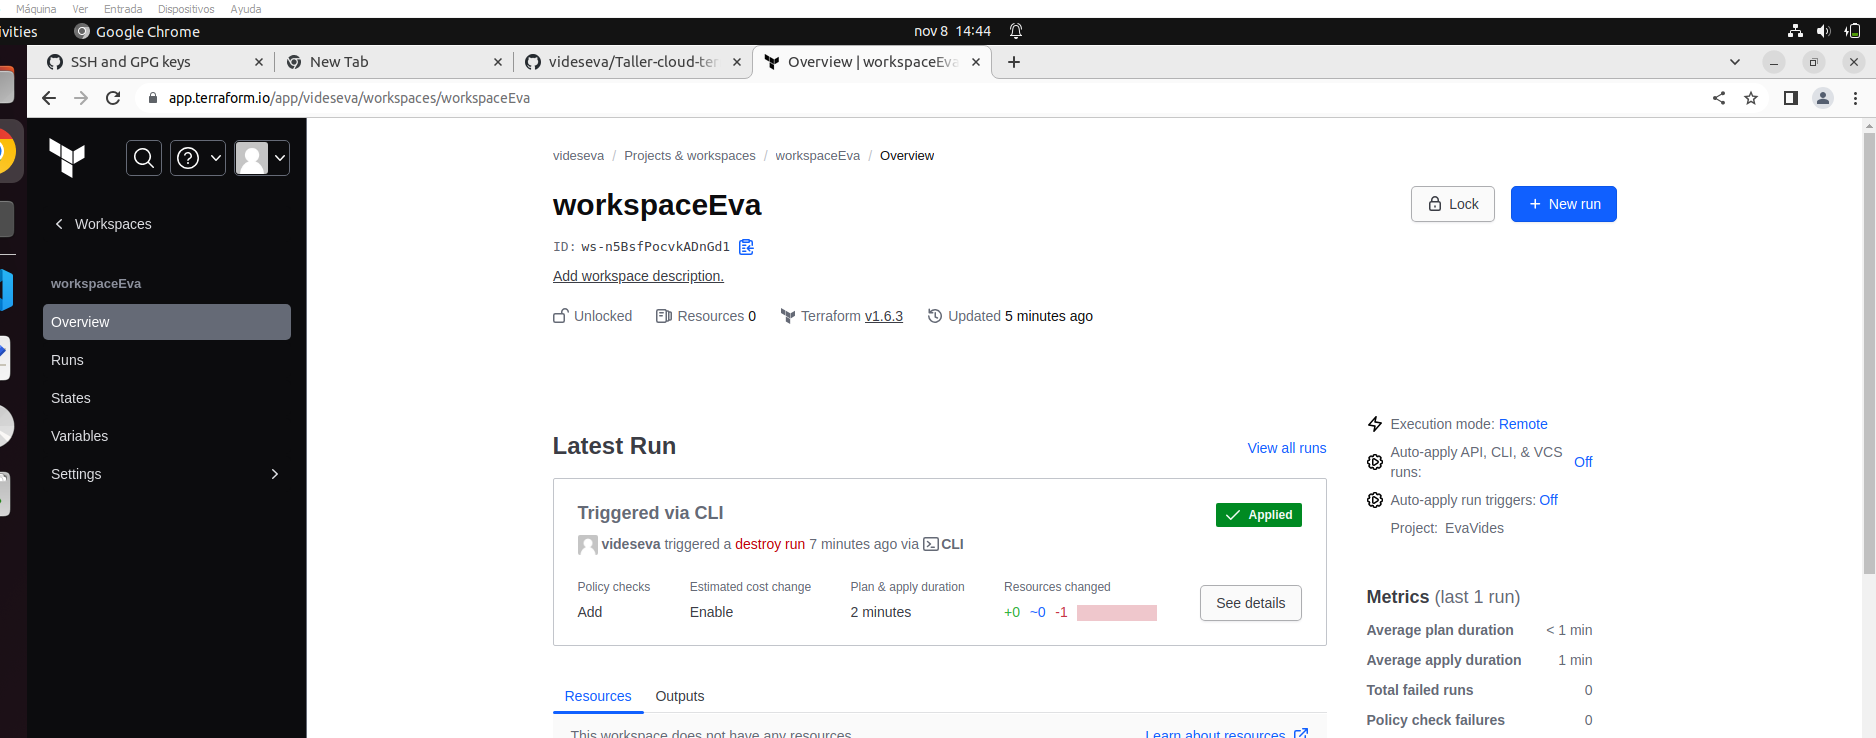 Máquina Ver Entrada Dispositivos Ayuda
ivities Google Chrome nov 8 14:44
SSH and GPG keys New Tab videseva/Taller-cloud-ter Overview | workspaceEva
app.terraform.io/app/videseva/workspaces/workspaceEva
videseva / Projects & workspaces / workspaceEva / Overview
Workspaces
workspaceEva
Overview
Runs
States
Variables
Settings
workspaceEva
Lock + New run
ID: ws-n5BsfPocvkADnGd1
Add workspace description.
Unlocked Resources 0 Terraform v1.6.3 Updated 5 minutes ago
Latest Run View all runs
Triggered via CLI Applied
videseva triggered a destroy run 7 minutes ago via CLI
Policy checks Estimated cost change Plan & apply duration Resources changed
Add Enable 2 minutes +0 ~0 -1 See details
Resources Outputs
This workspace does not have any resources. Learn about resources
Execution mode: Remote
Auto-apply API, CLI, & VCS
runs: Off
Auto-apply run triggers: Off
Project: EvaVides
Metrics (last 1 run)
Average plan duration < 1 min
Average apply duration 1 min
Total failed runs 0
Policy check failures 0